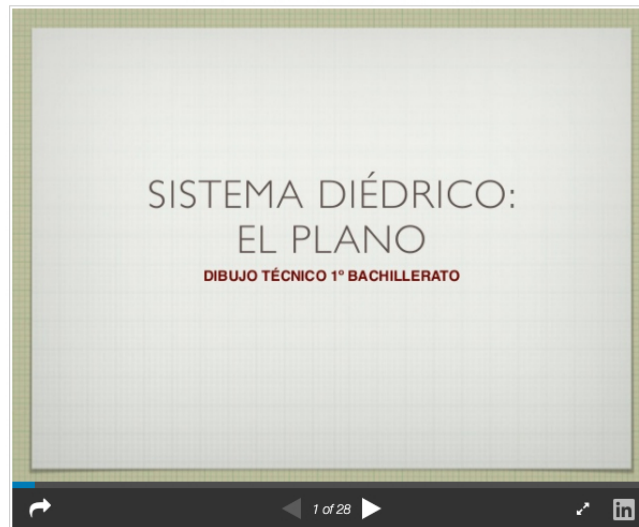 SISTEMA DIÉDRICO:
EL PLANO
DIBUJO TÉCNICO 1º BACHILLERATO
1 of 28
in